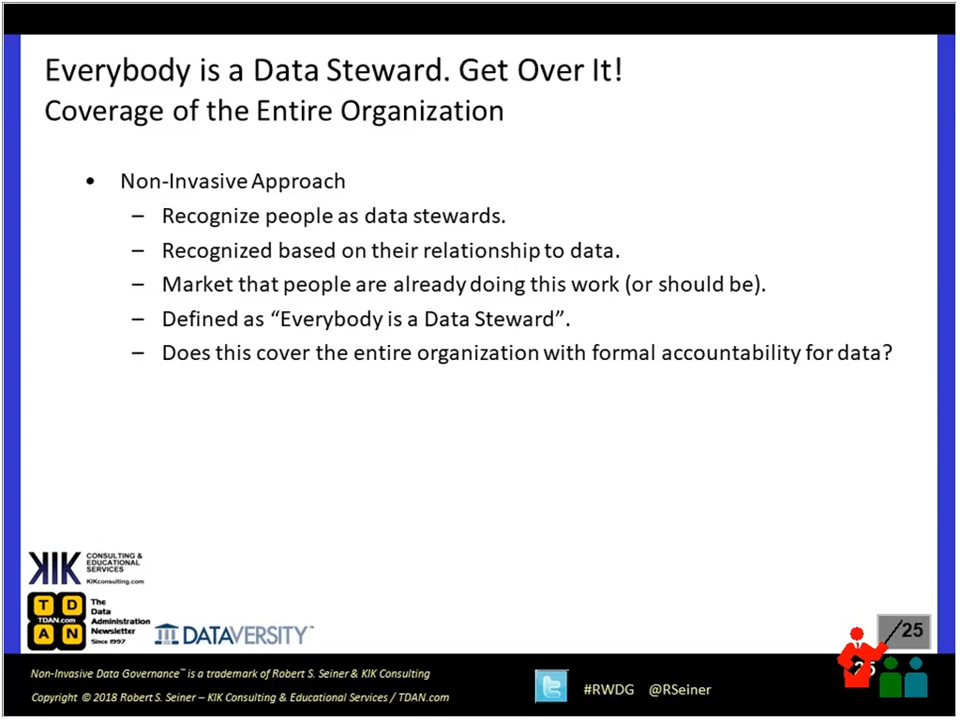 Everybody is a Data Steward. Get Over It!
Coverage of the Entire Organization
• Non-Invasive Approach
– Recognize people as data stewards.
– Recognized based on their relationship to data.
– Market that people are already doing this work (or should be).
– Defined as “Everybody is a Data Steward”.
– Does this cover the entire organization with formal accountability for data?
KIK
CONSULTING &
EDUCATIONAL
SERVICES
KIKconsulting.com
T D
TDAN.com
A N
The
Data
Administration
Newsletter
Since 1997
DATAVERSITY™
/25
25
Non-Invasive Data Governance™ is a trademark of Robert S. Seiner & KIK Consulting
Copyright © 2018 Robert S. Seiner – KIK Consulting & Educational Services / TDAN.com
#RWDG @RSeiner